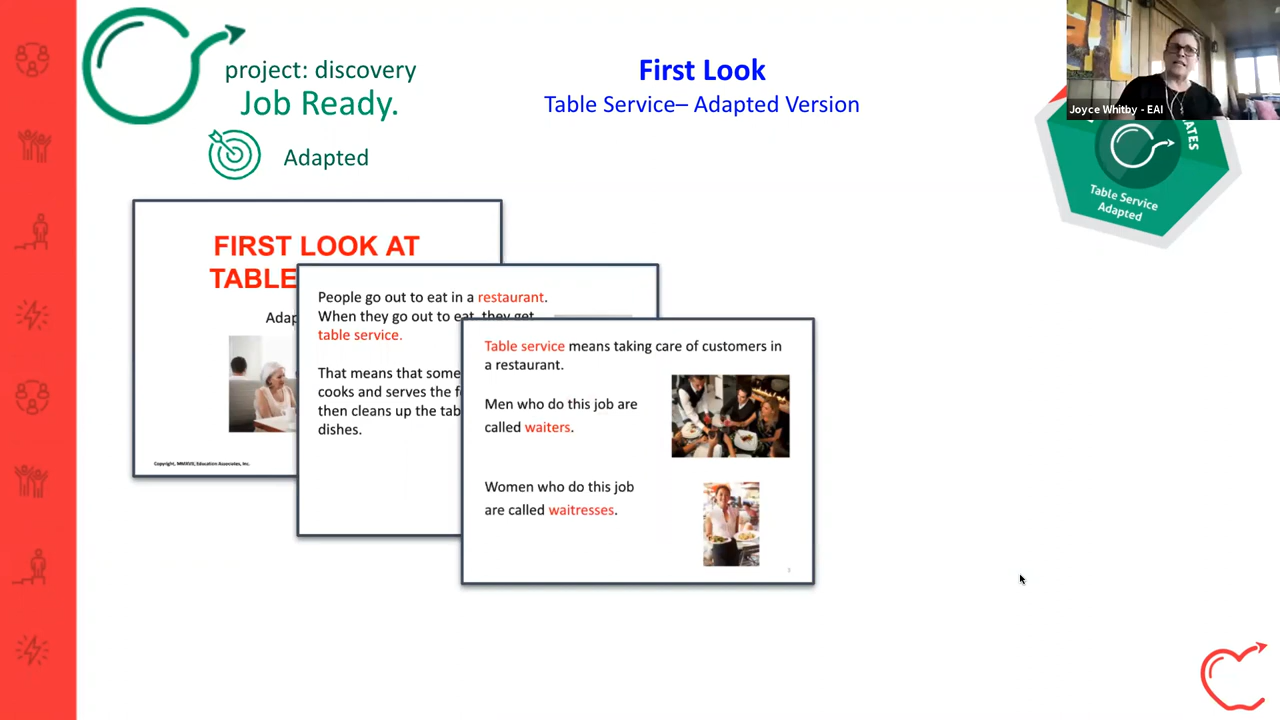 project: discovery
Job Ready.
Adapted
First Look
Table Service– Adapted Version
Joyce Whitby - EAI
Table Service
Adapted
FIRST LOOK AT
TABLE
Copyright, MMXVII, Education Associates, Inc.
People go out to eat in a restaurant.
When they go out to eat, they get
table service.
That means that some
cooks and serves the
then cleans up the
dishes.
Table service means taking care of customers in
a restaurant.
Men who do this job are
called waiters.
Women who do this job
are called waitresses.
3